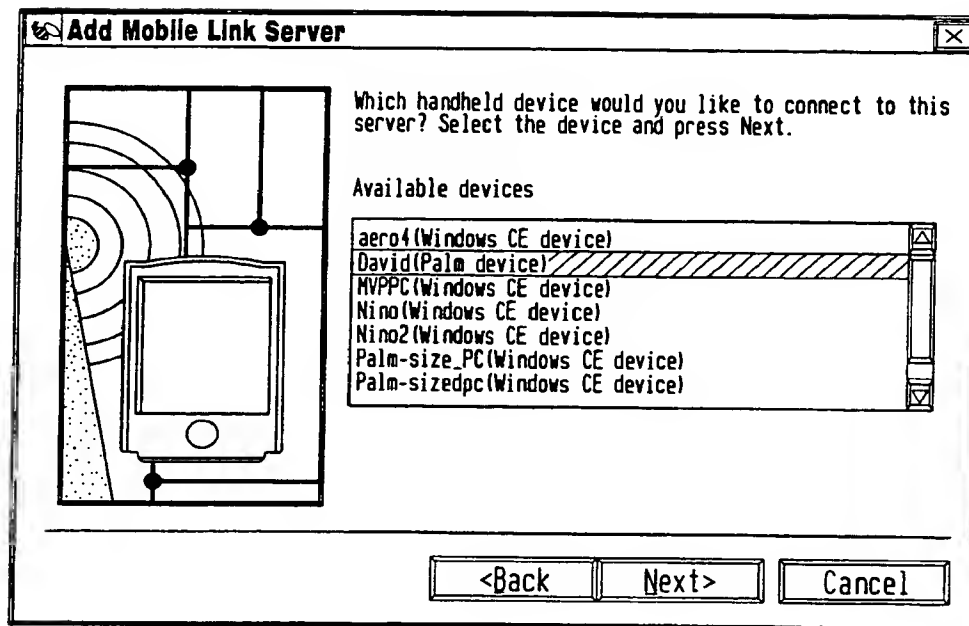 Add Mobile Link Server
Which handheld device would you like to connect to this
server? Select the device and press Next.
Available devices
aero4(Windows CE device)
David(Palm device)
MVPPC(Windows CE device)
Nino(Windows CE device)
Nino2(Windows CE device)
Palm-size_PC(Windows CE device)
Palm-sizedpc(Windows CE device)
<Back Next> Cancel